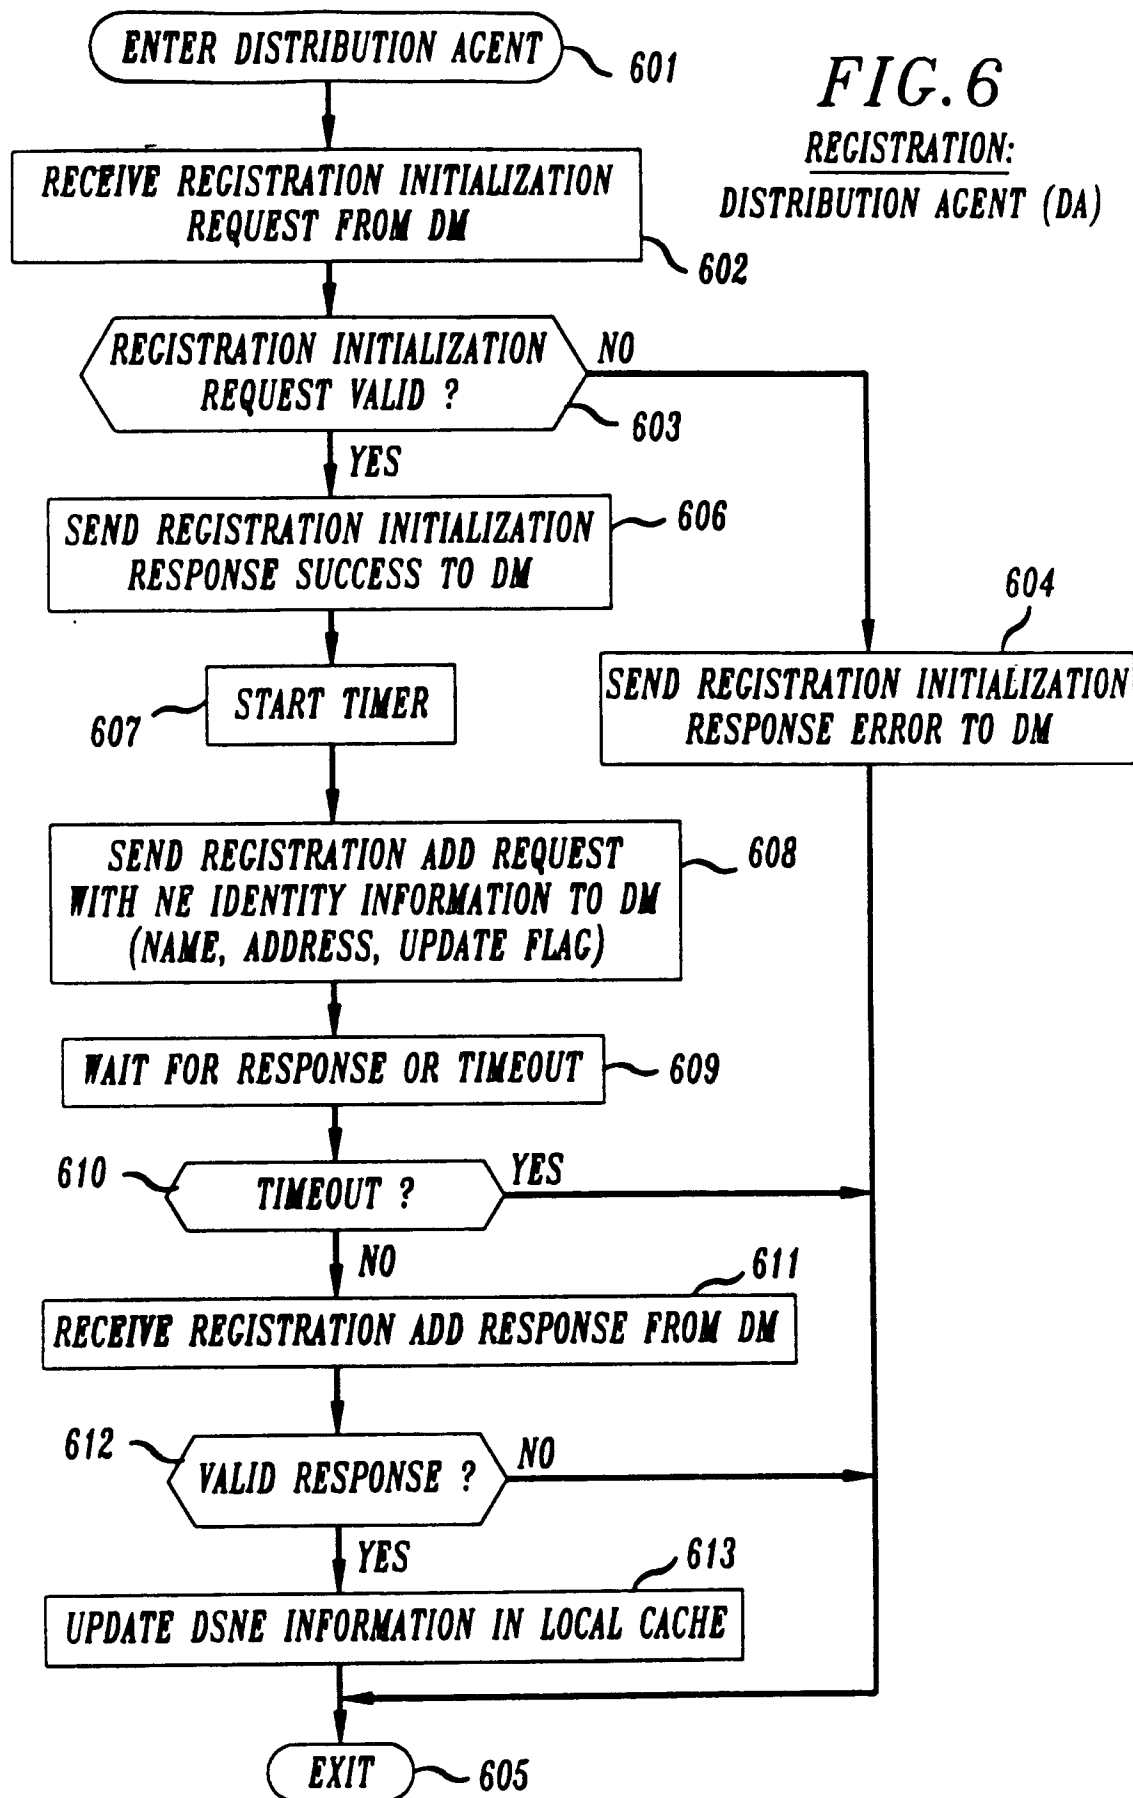 ENTER DISTRIBUTION AGENT
601
FIG. 6
REGISTRATION:
DISTRIBUTION AGENT (DA)
RECEIVE REGISTRATION INITIALIZATION
REQUEST FROM DM
602
REGISTRATION INITIALIZATION
REQUEST VALID ?
NO
603
YES
SEND REGISTRATION INITIALIZATION
RESPONSE SUCCESS TO DM
606
604
SEND REGISTRATION INITIALIZATION
RESPONSE ERROR TO DM
START TIMER
607
SEND REGISTRATION ADD REQUEST
WITH NE IDENTITY INFORMATION TO DM
(NAME, ADDRESS, UPDATE FLAG)
608
WAIT FOR RESPONSE OR TIMEOUT
609
610
TIMEOUT ?
YES
NO
611
RECEIVE REGISTRATION ADD RESPONSE FROM DM
612
VALID RESPONSE ?
NO
YES
613
UPDATE DSNE INFORMATION IN LOCAL CACHE
EXIT
605